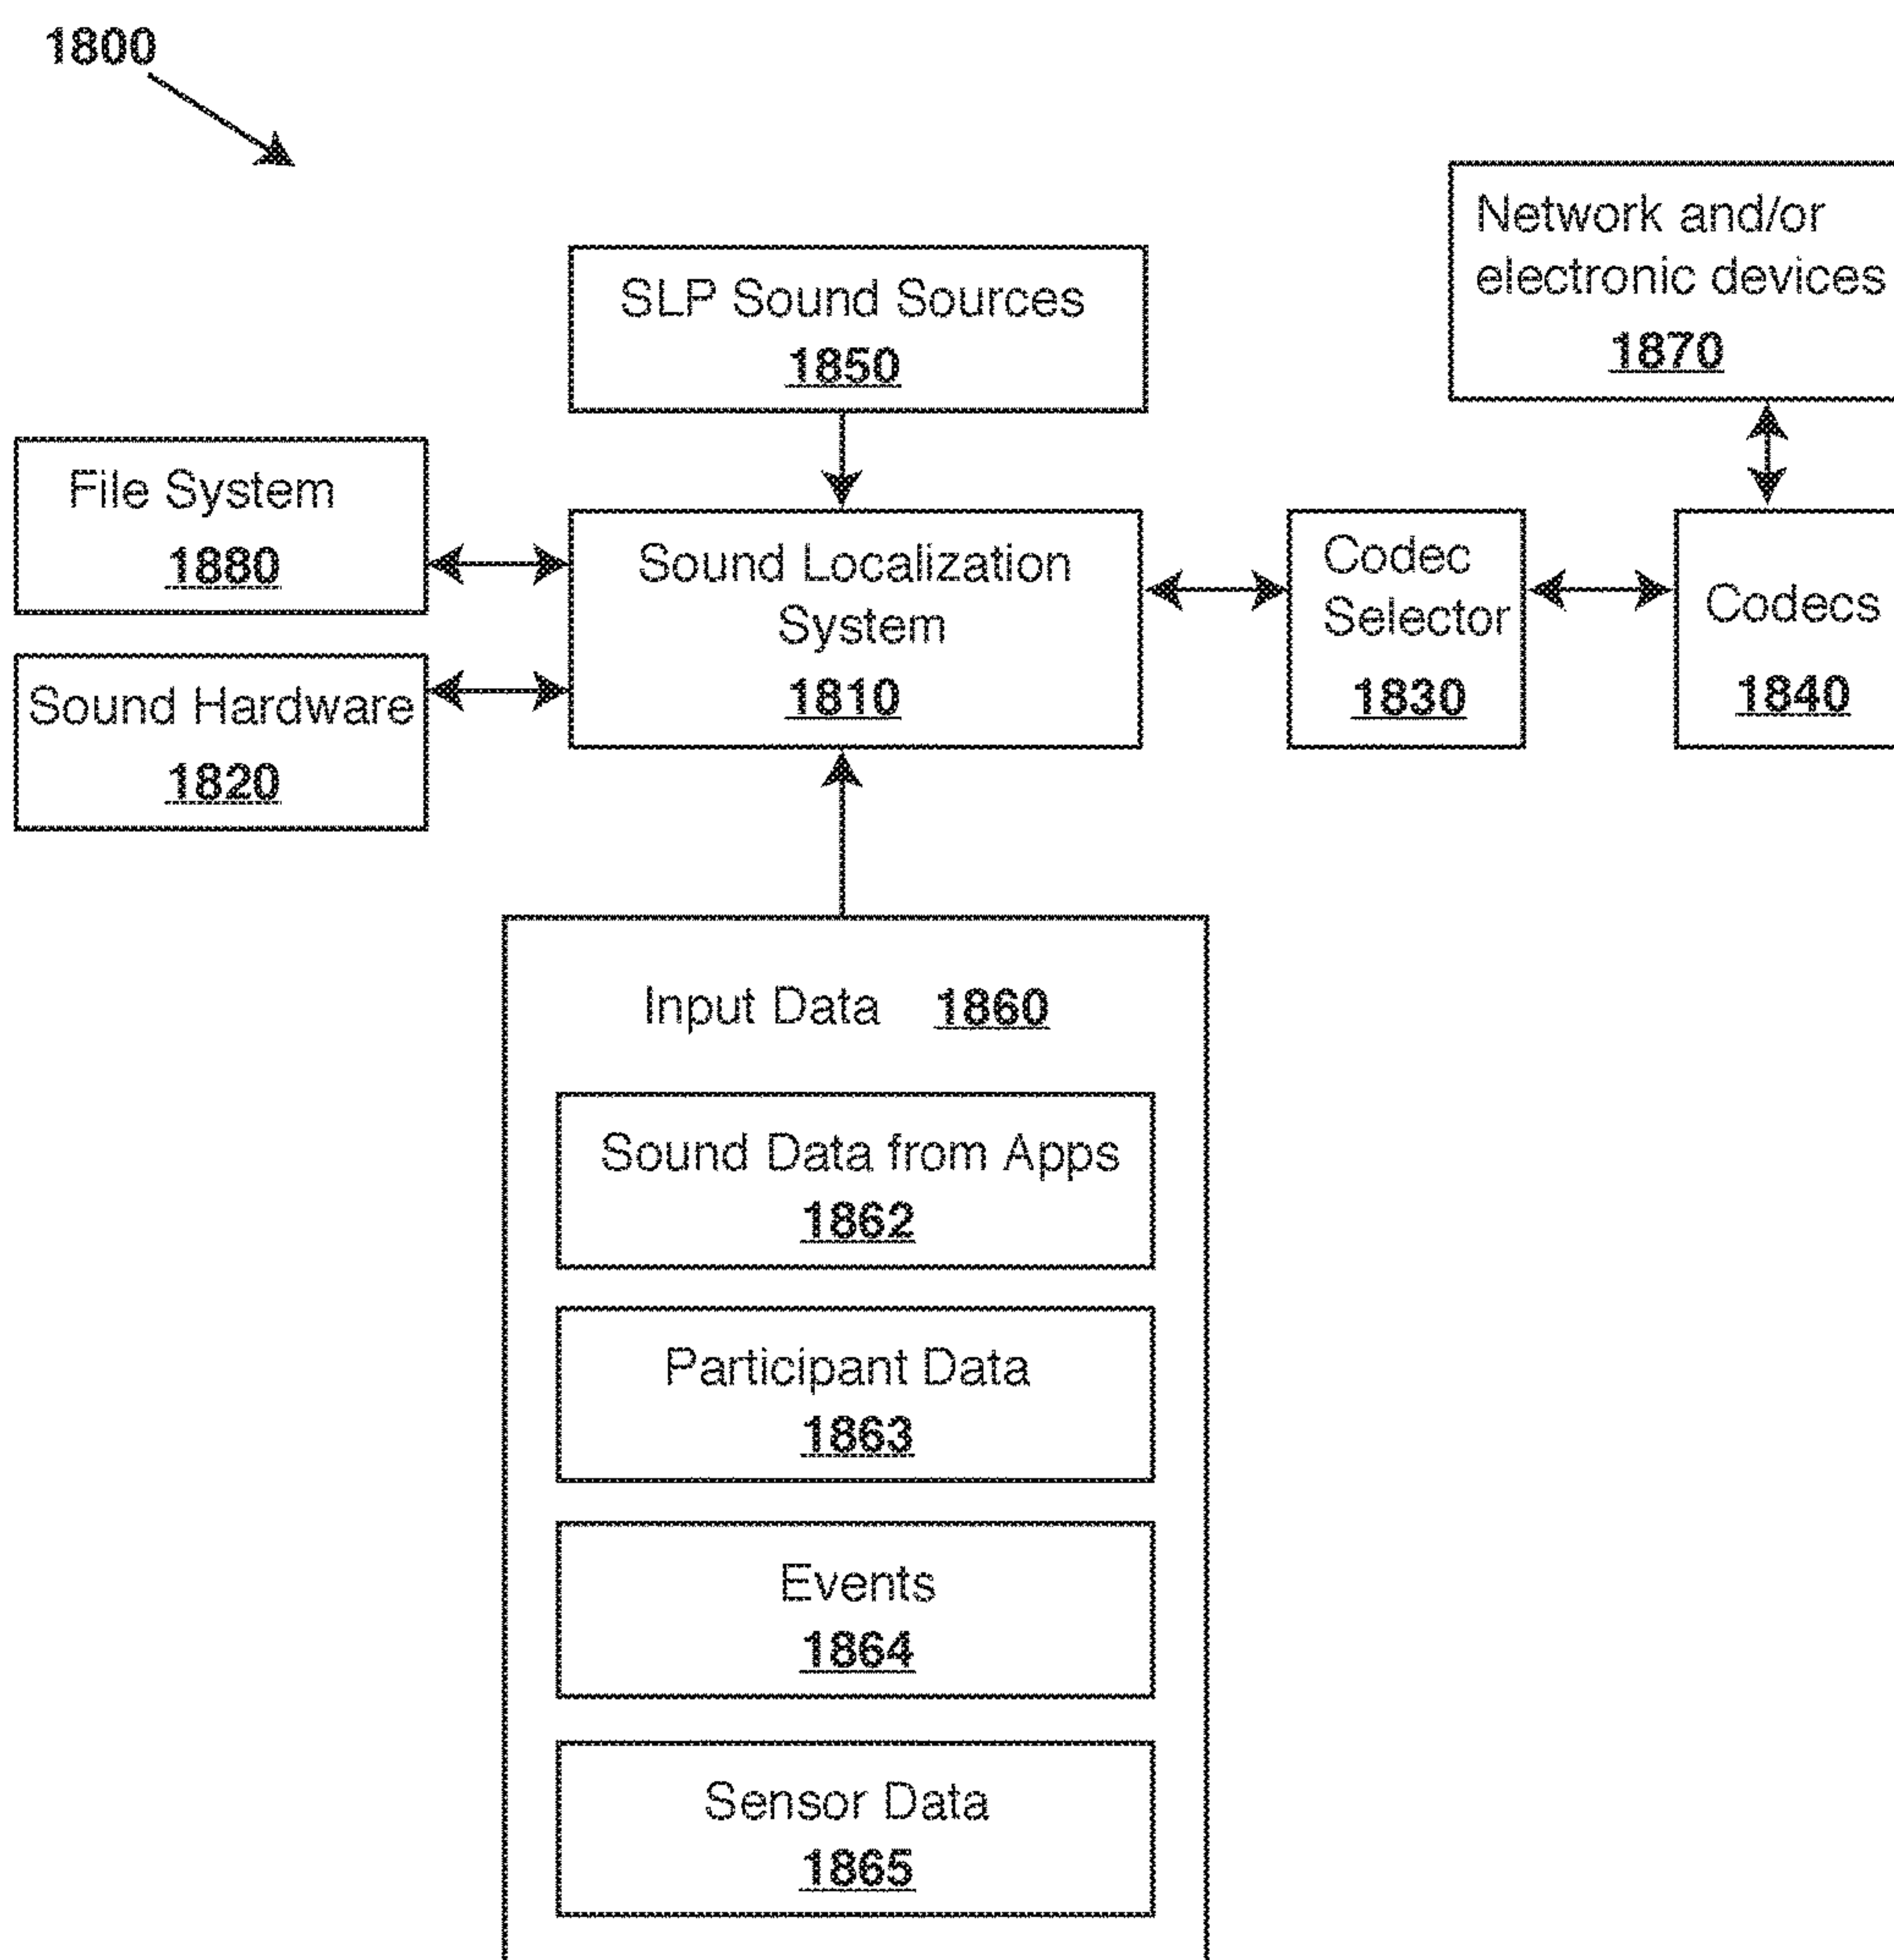 1800
Network and/or
electronic devices
1870
SLP Sound Sources
1850
File System
1880
Sound Localization
System
1810
Codec
Selector
1830
Codecs
1840
Sound Hardware
1820
Input Data 1860
Sound Data from Apps
1862
Participant Data
1863
Events
1864
Sensor Data
1865